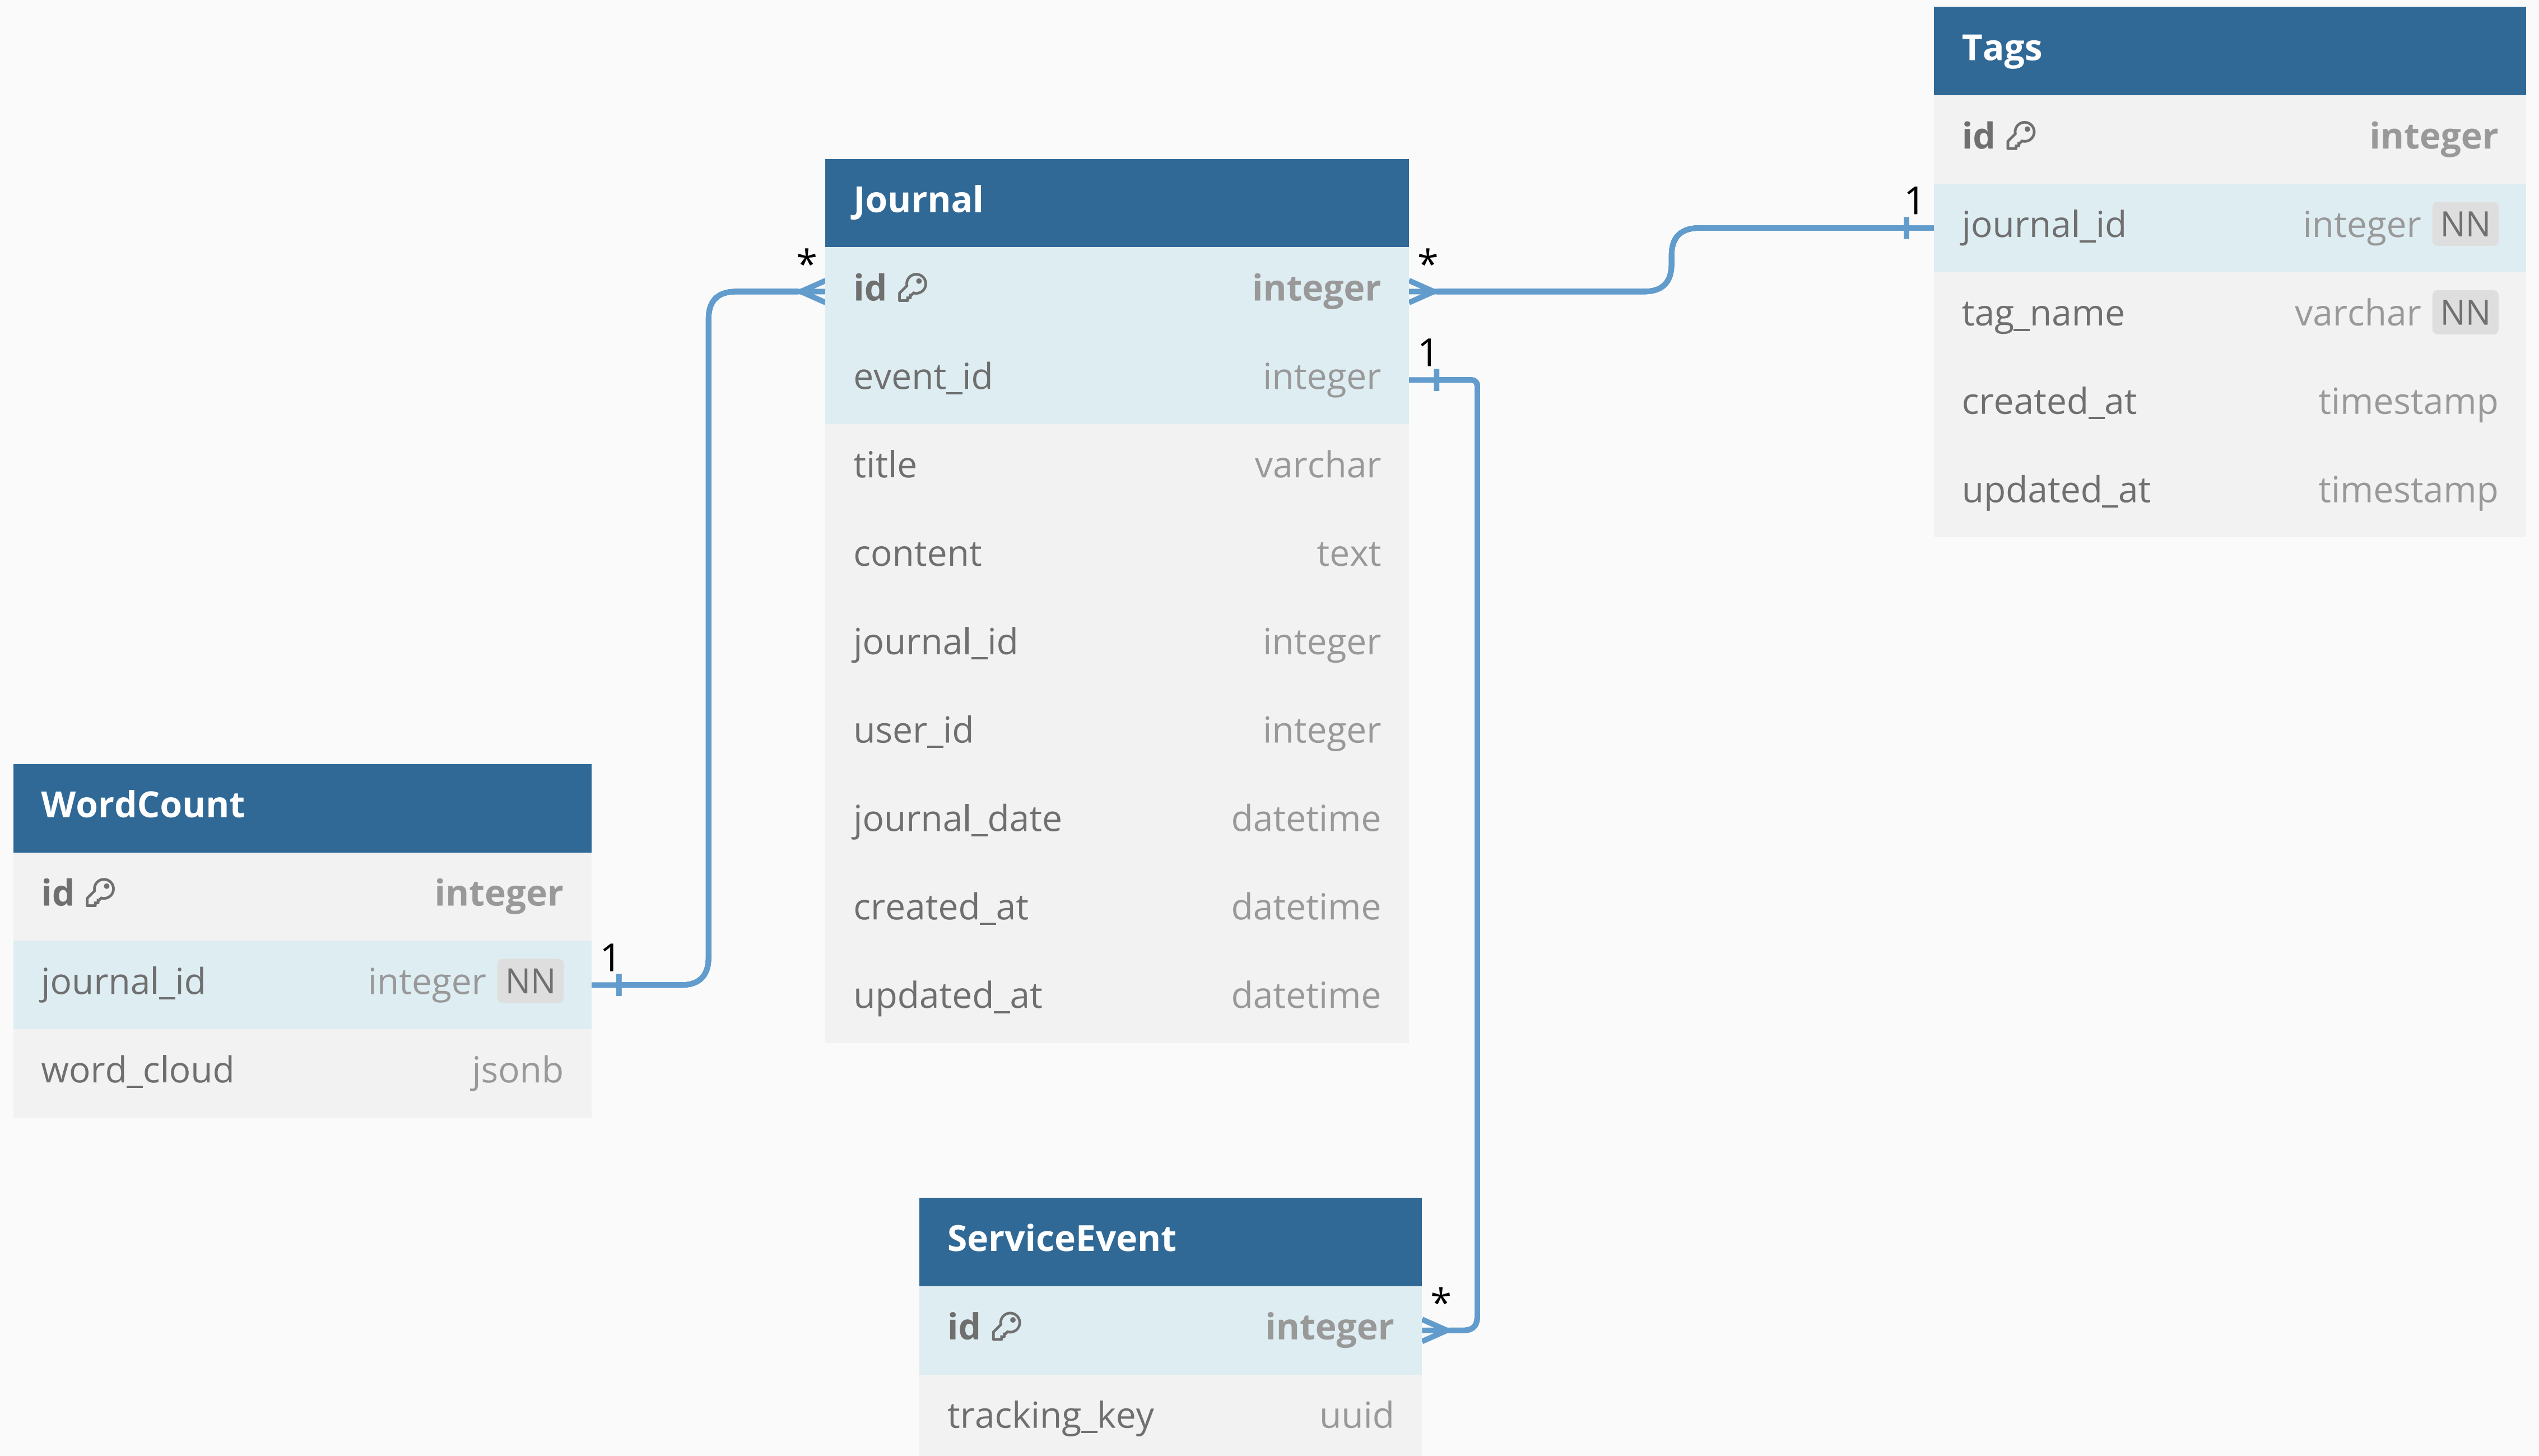 Tags
id integer
journal_id integer NN
tag_name varchar NN
created_at timestamp
updated_at timestamp
1
Journal
* id integer *
event_id integer 1
title varchar
content text
journal_id integer
user_id integer
journal_date datetime
created_at datetime
updated_at datetime
WordCount
id integer
journal_id integer NN 1
word_cloud jsonb
ServiceEvent
id integer *
tracking_key uuid